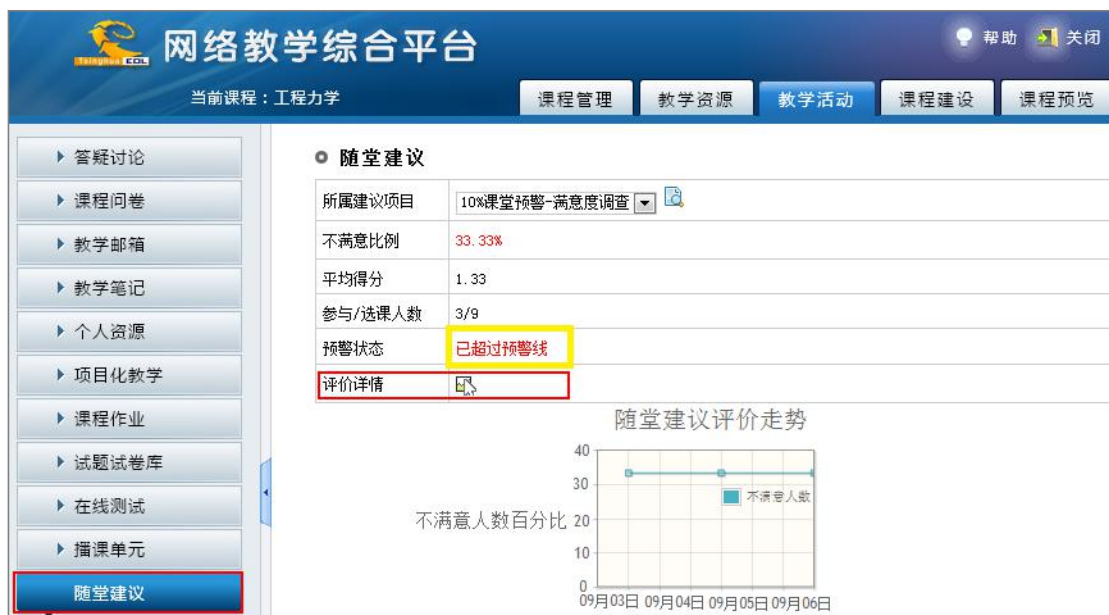 网络教学综合平台
Tsinghua EOL
帮助 关闭
当前课程：工程力学
课程管理 教学资源 教学活动 课程建设 课程预览
答疑讨论
课程问卷
教学邮箱
教学笔记
个人资源
项目化教学
课程作业
试题试卷库
在线测试
播课单元
随堂建议
随堂建议
所属建议项目 10%课堂预警-满意度调查
不满意比例 33.33%
平均得分 1.33
参与/选课人数 3/9
预警状态 已超过预警线
评价详情
随堂建议评价走势
不满意人数百分比
40
30
20
10
0
不满意人数
09月03日 09月04日 09月05日 09月06日